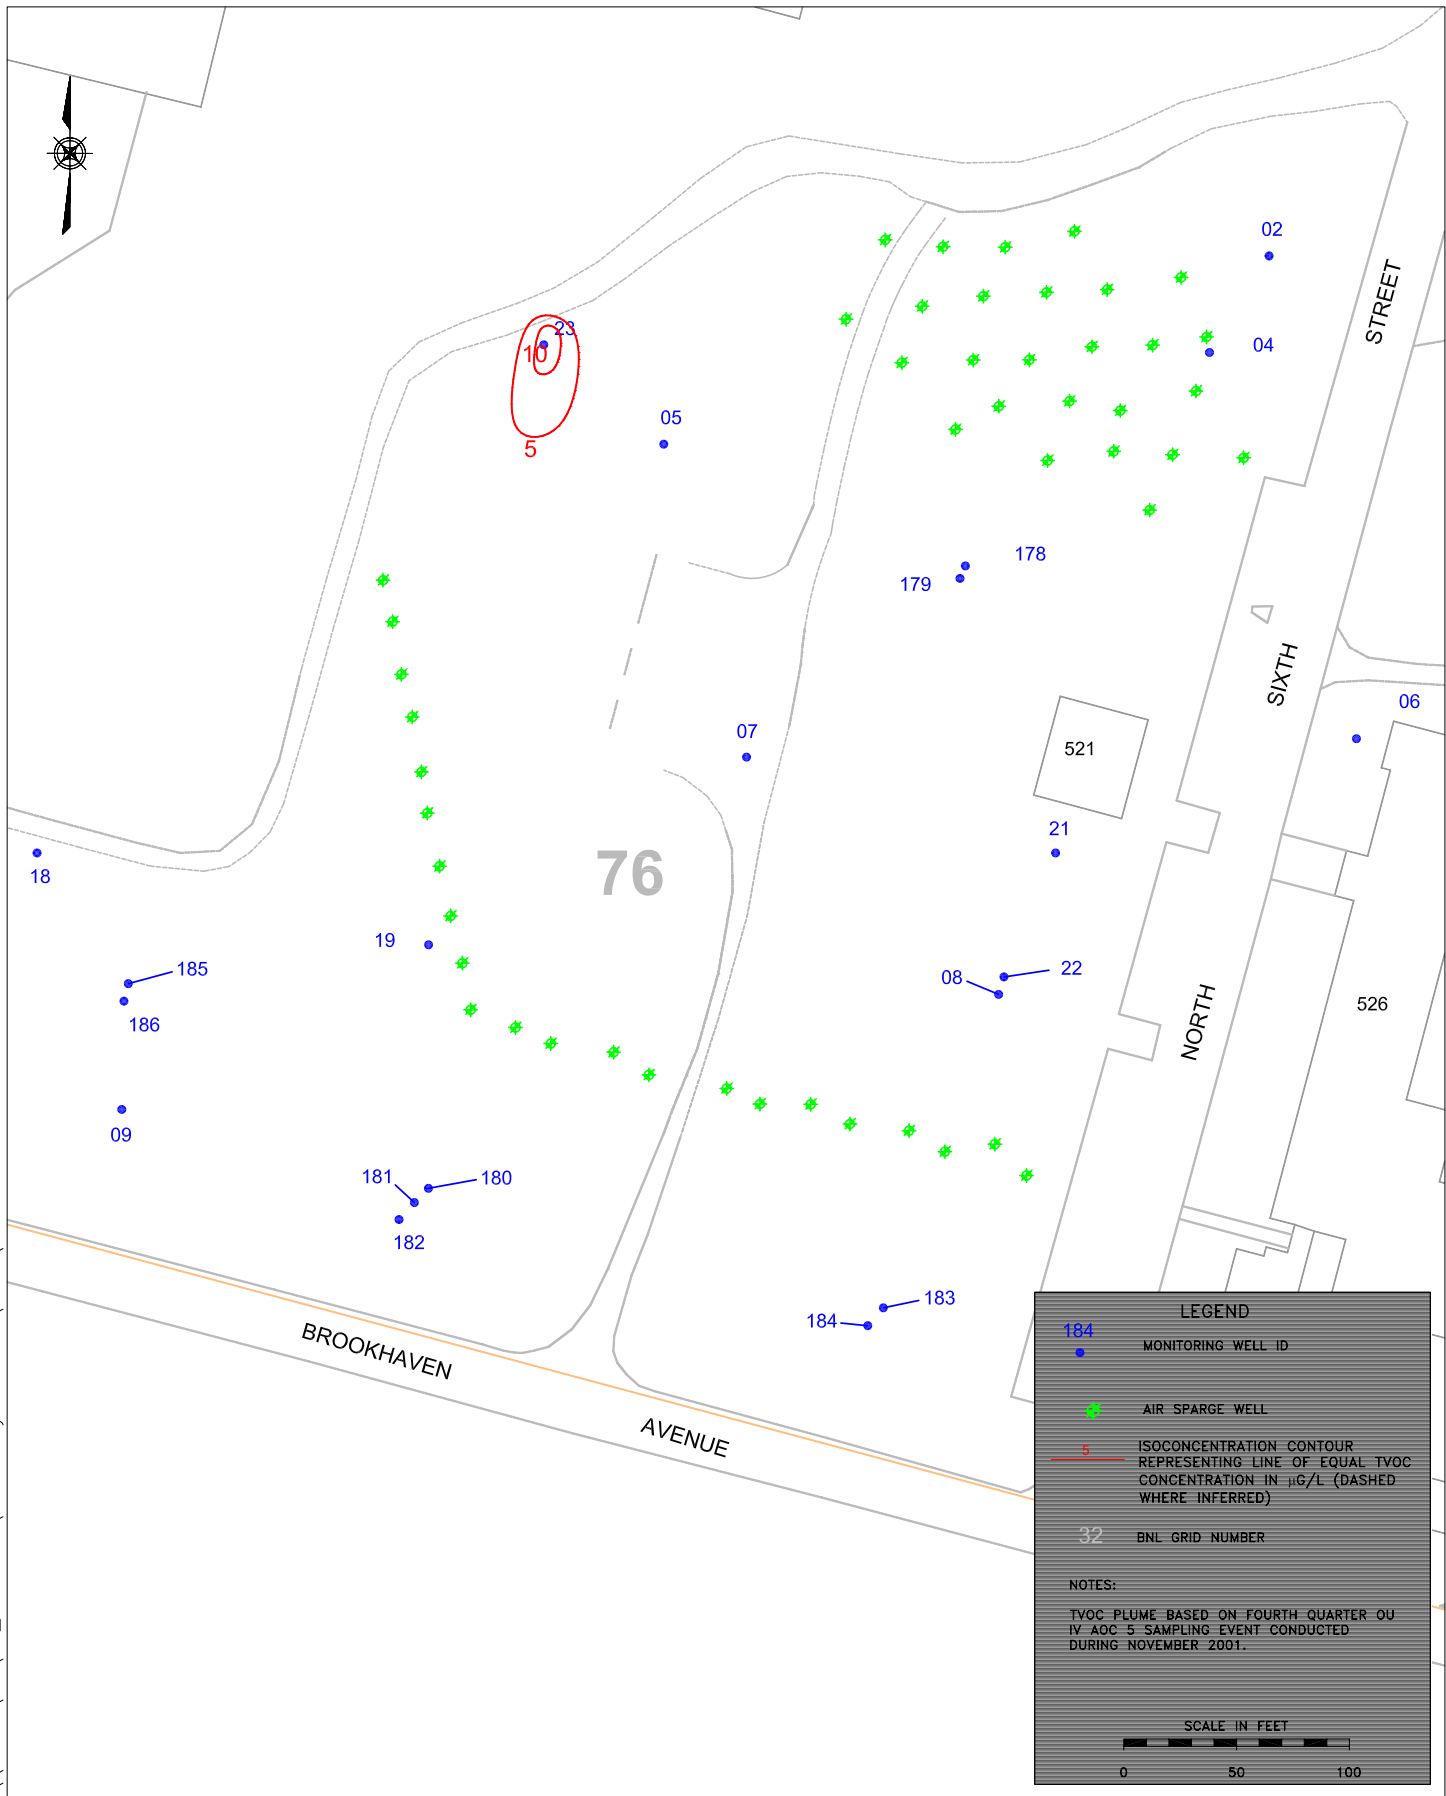 02
STREET
23
10
04
05
5
178
179
SIXTH
06
07
521
21
76
18
19
185
22
08
526
186
NORTH
09
181
180
182
183
184
BROOKHAVEN
AVENUE
LEGEND
184
MONITORING WELL ID
AIR SPARGE WELL
5
ISOCONCENTRATION CONTOUR
REPRESENTING LINE OF EQUAL TVOC
CONCENTRATION IN µG/L (DASHED
WHERE INFERRED)
32
BNL GRID NUMBER
NOTES:
TVOC PLUME BASED ON FOURTH QUARTER OU
IV AOC 5 SAMPLING EVENT CONDUCTED
DURING NOVEMBER 2001.
SCALE IN FEET
0 50 100